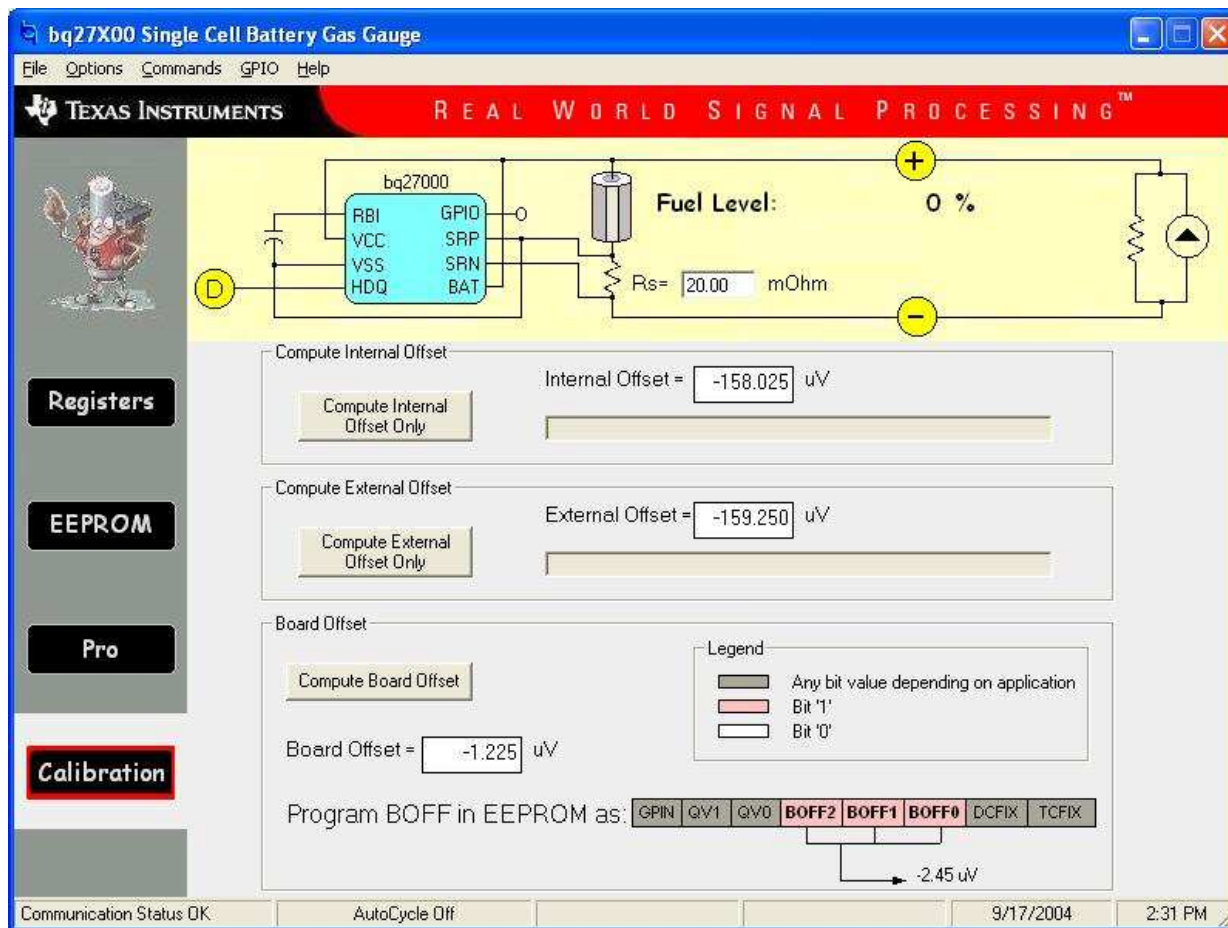 bq27X00 Single Cell Battery Gas Gauge
File Options Commands GPIO Help
TEXAS INSTRUMENTS
REAL WORLD SIGNAL PROCESSING™
bq27000
RBI GPIO
VCC SRP
VSS SRN
HDQ BAT
D
+
Fuel Level: 0 %
Rs= 20.00 mOhm
-
Registers
EEPROM
Pro
Calibration
Compute Internal Offset
Compute Internal
Offset Only
Internal Offset = -158.025 uV
Compute External Offset
Compute External
Offset Only
External Offset = -159.250 uV
Board Offset
Compute Board Offset
Legend
Any bit value depending on application
Bit '1'
Bit '0'
Board Offset = -1.225 uV
Program BOFF in EEPROM as: GPIN QV1 QV0 BOFF2 BOFF1 BOFF0 DCFIX TCFIX
-2.45 uV
Communication Status OK AutoCycle Off 9/17/2004 2:31 PM